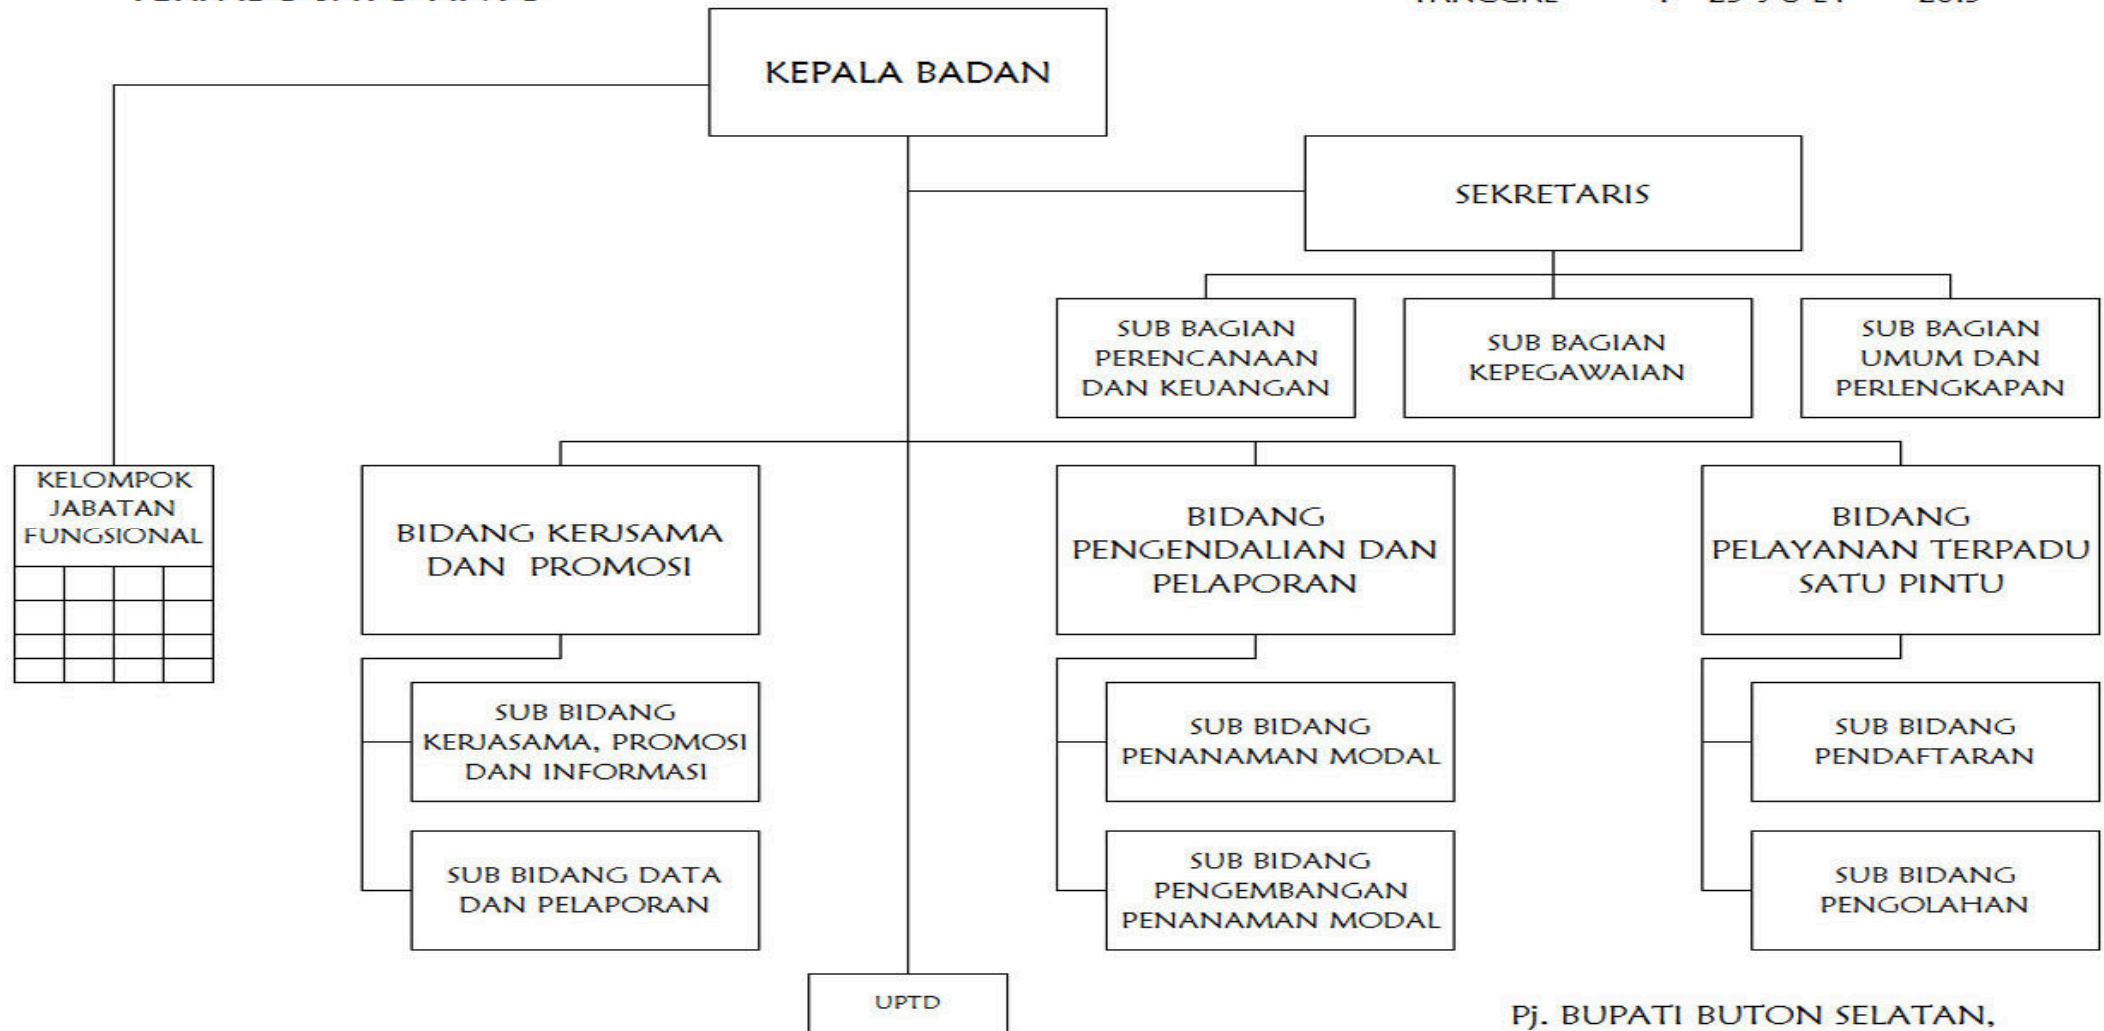 KEPALA BADAN
SEKRETARIS
SUB BAGIAN
PERENCANAAN
DAN KEUANGAN
SUB BAGIAN
KEPEGAWAIAN
SUB BAGIAN
UMUM DAN
PERLENGKAPAN
KELOMPOK
JABATAN
FUNGSIONAL
BIDANG KERJSAMA
DAN PROMOSI
BIDANG
PENGENDALIAN DAN
PELAPORAN
BIDANG
PELAYANAN TERPADU
SATU PINTU
SUB BIDANG
KERJASAMA, PROMOSI
DAN INFORMASI
SUB BIDANG
PENANAMAN MODAL
SUB BIDANG
PENDAFTARAN
SUB BIDANG DATA
DAN PELAPORAN
SUB BIDANG
PENGEMBANGAN
PENANAMAN MODAL
SUB BIDANG
PENGOLAHAN
UPTD
Pj. BUPATI BUTON SELATAN,